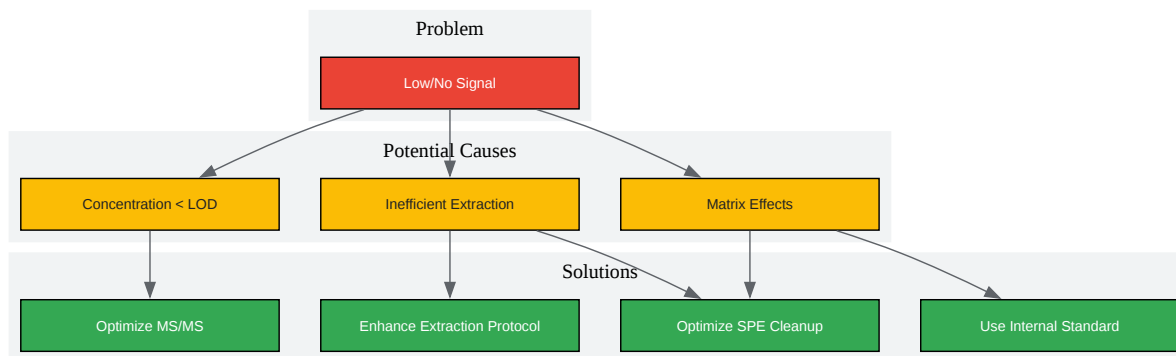 Problem
Low/No Signal
Potential Causes
Concentration < LOD
Inefficient Extraction
Matrix Effects
Solutions
Optimize MS/MS
Enhance Extraction Protocol
Optimize SPE Cleanup
Use Internal Standard